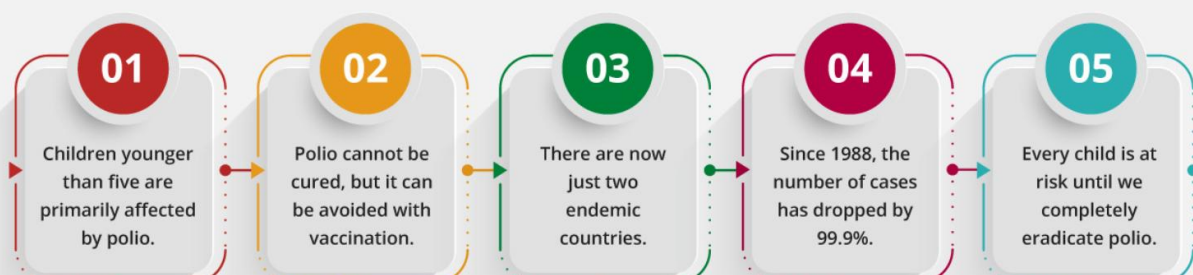 01
Children younger
than five are
primarily affected
by polio.
02
Polio cannot be
cured, but it can
be avoided with
vaccination.
03
There are now
just two
endemic
countries.
04
Since 1988, the
number of cases
has dropped by
99.9%.
05
Every child is at
risk until we
completely
eradicate polio.